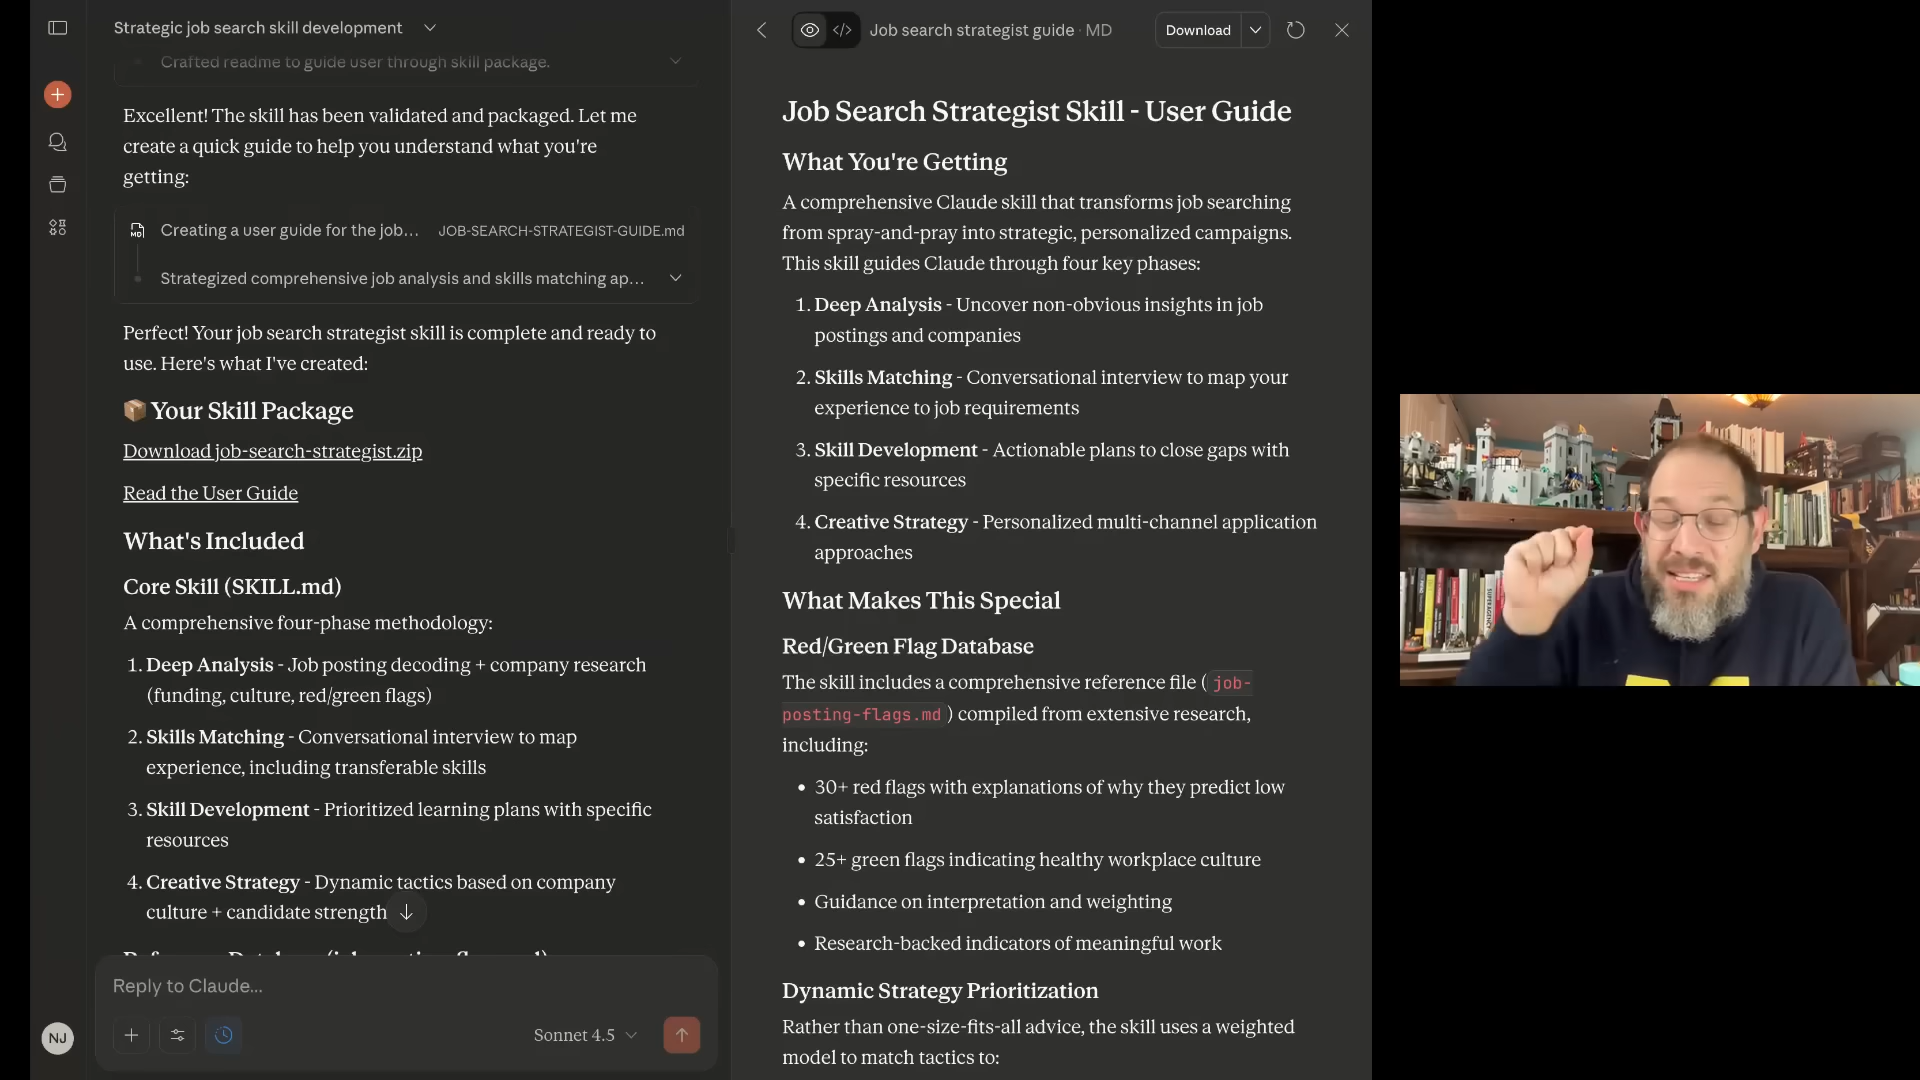 Strategic job search skill development
Crafted readme to guide user through skill package.
Excellent! The skill has been validated and packaged. Let me
create a quick guide to help you understand what you're
getting:
Creating a user guide for the job... JOB-SEARCH-STRATEGIST-GUIDE.md
Strategized comprehensive job analysis and skills matching ap...
Perfect! Your job search strategist skill is complete and ready to
use. Here's what I've created:
📦 Your Skill Package
Download job-search-strategist.zip
Read the User Guide
What's Included
Core Skill (SKILL.md)
A comprehensive four-phase methodology:
1. Deep Analysis - Job posting decoding + company research
(funding, culture, red/green flags)
2. Skills Matching - Conversational interview to map
experience, including transferable skills
3. Skill Development - Prioritized learning plans with specific
resources
4. Creative Strategy - Dynamic tactics based on company
culture + candidate strength
Reply to Claude...
Sonnet 4.5
NJ
Job search strategist guide · MD
Download
Job Search Strategist Skill - User Guide
What You're Getting
A comprehensive Claude skill that transforms job searching
from spray-and-pray into strategic, personalized campaigns.
This skill guides Claude through four key phases:
1. Deep Analysis - Uncover non-obvious insights in job
postings and companies
2. Skills Matching - Conversational interview to map your
experience to job requirements
3. Skill Development - Actionable plans to close gaps with
specific resources
4. Creative Strategy - Personalized multi-channel application
approaches
What Makes This Special
Red/Green Flag Database
The skill includes a comprehensive reference file ( job-
posting-flags.md ) compiled from extensive research,
including:
• 30+ red flags with explanations of why they predict low
satisfaction
• 25+ green flags indicating healthy workplace culture
• Guidance on interpretation and weighting
• Research-backed indicators of meaningful work
Dynamic Strategy Prioritization
Rather than one-size-fits-all advice, the skill uses a weighted
model to match tactics to:
SUPERAGENCY